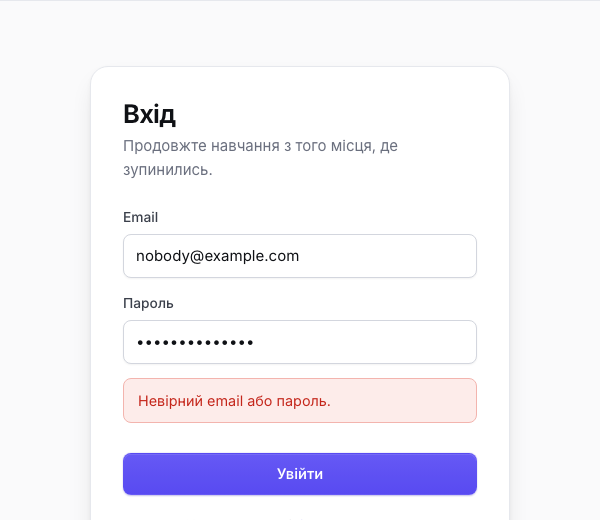 Вхід
Продовжте навчання з того місця, де
зупинились.
Email
nobody@example.com
Пароль
••••••••••••••
Невірний email або пароль.
Увійти